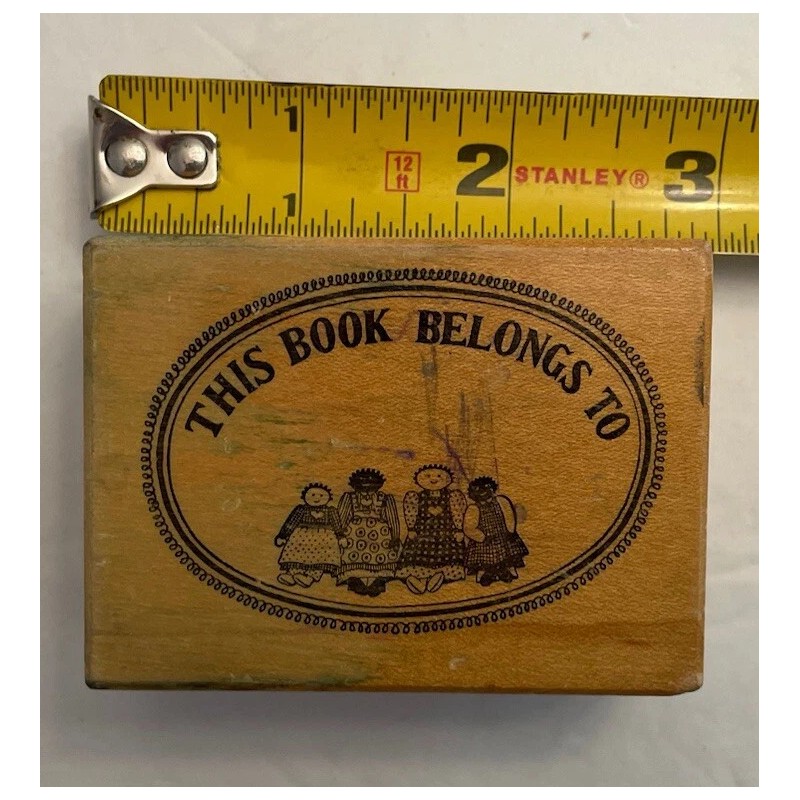 1
12 ft
2 STANLEY® 3
1
THIS BOOK BELONGS TO